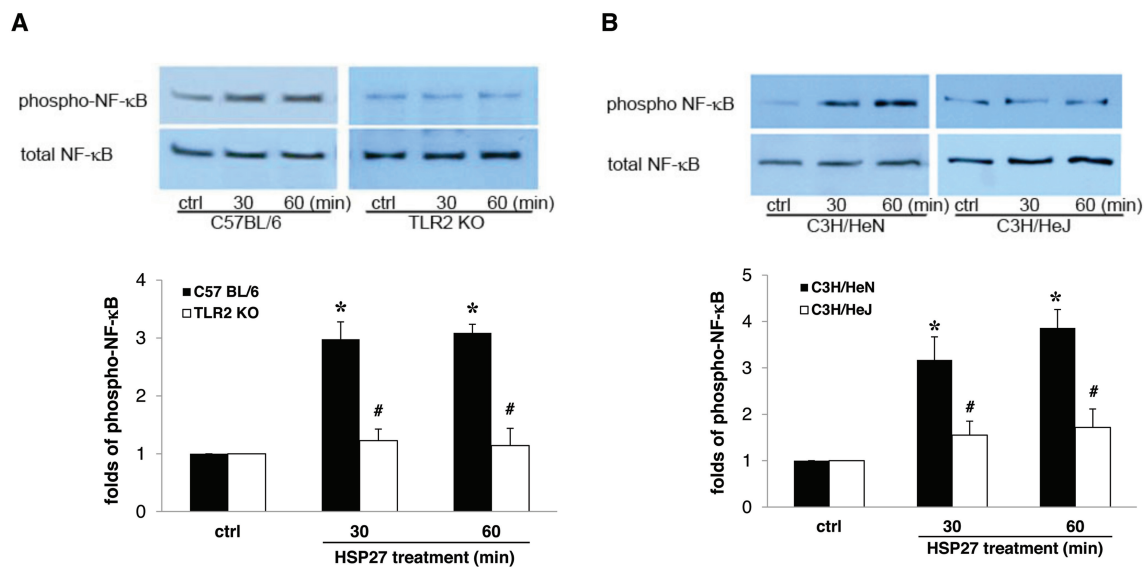 A
phospho-NF-κB
total NF-κB
ctrl 30 60 (min) ctrl 30 60 (min)
C57BL/6 TLR2 KO
folds of phospho-NF-κB
4
3
2
1
0
C57 BL/6
TLR2 KO
* *
# #
ctrl 30 60
HSP27 treatment (min)
B
phospho NF-κB
total NF-κB
ctrl 30 60 (min) ctrl 30 60 (min)
C3H/HeN C3H/HeJ
folds of phospho-NF-κB
5
4
3
2
1
0
C3H/HeN
C3H/HeJ
* *
# #
ctrl 30 60
HSP27 treatment (min)